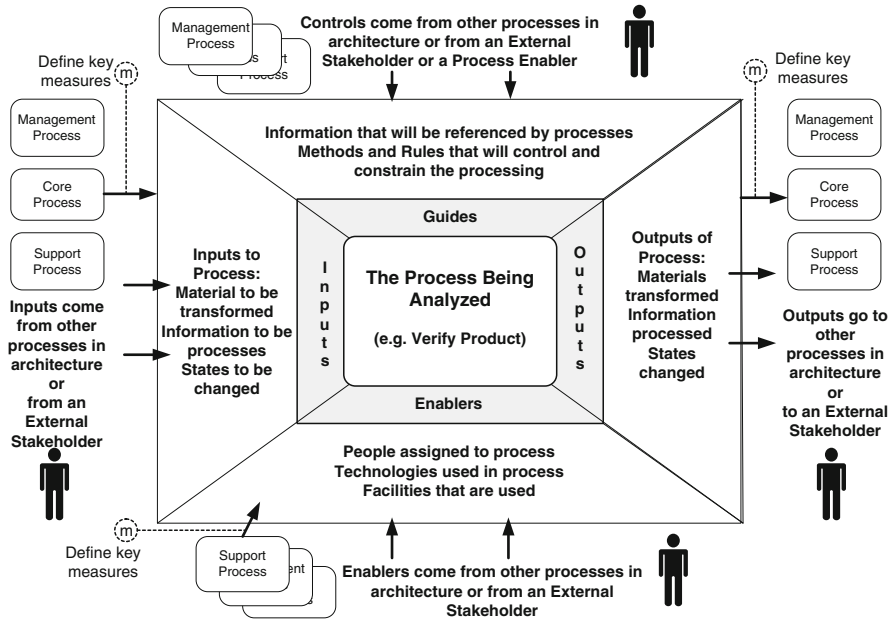 Management
Process
s
rt
Process
Controls come from other processes in
architecture or from an External
Stakeholder or a Process Enabler
Define key
measures
m
m
Define key
measures
Management
Process
Core
Process
Support
Process
Inputs come
from other
processes in
architecture
or
from an
External
Stakeholder
Information that will be referenced by processes
Methods and Rules that will control and
constrain the processing
Guides
Inputs to
Process:
Material to be
transformed
Information to be
processes
States to be
changed
Inputs
The Process Being
Analyzed
(e.g. Verify Product)
Outputs
Outputs of
Process:
Materials
transformed
Information
processed
States
changed
Enablers
People assigned to process
Technologies used in process
Facilities that are used
Management
Process
Core
Process
Support
Process
Outputs go to
other
processes in
architecture
or
to an External
Stakeholder
m
Define key
measures
Support
Process
ent
s
Enablers come from other processes in
architecture or from an External
Stakeholder